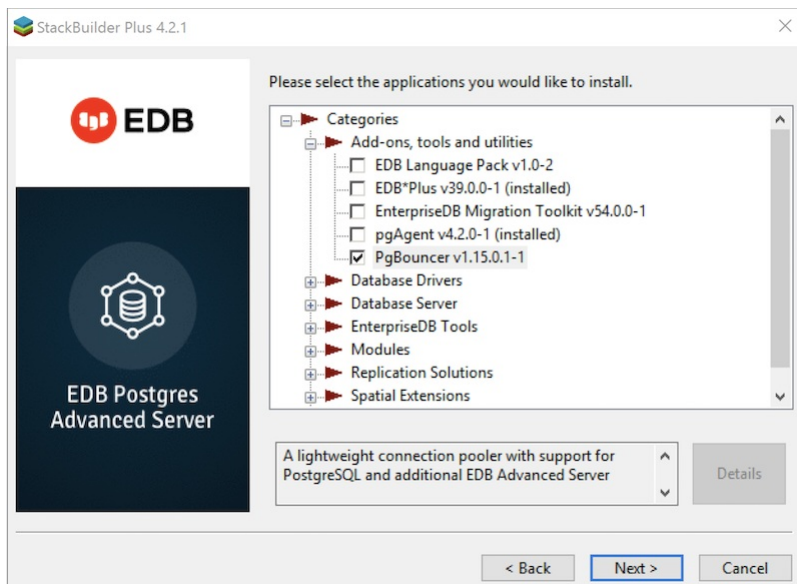 StackBuilder Plus 4.2.1
EDB
EDB Postgres
Advanced Server
Please select the applications you would like to install.
Categories
Add-ons, tools and utilities
EDB Language Pack v1.0-2
EDB*Plus v39.0.0-1 (installed)
EnterpriseDB Migration Toolkit v54.0.0-1
pgAgent v4.2.0-1 (installed)
PgBouncer v1.15.0.1-1
Database Drivers
Database Server
EnterpriseDB Tools
Modules
Replication Solutions
Spatial Extensions
A lightweight connection pooler with support for
PostgreSQL and additional EDB Advanced Server
Details
< Back
Next >
Cancel